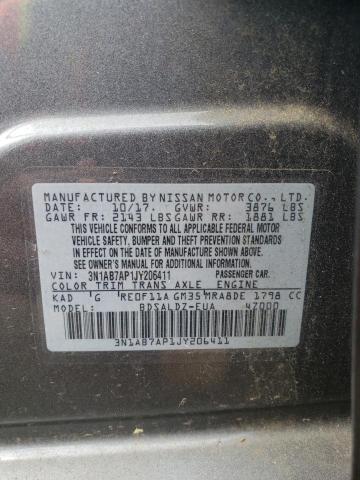 MANUFACTURED BY NISSAN MOTOR CO., LTD.
DATE: 10/17. GVWR: 3876 LBS
GAWR FR: 2143 LBS GAWR RR: 1881 LBS
THIS VEHICLE CONFORMS TO ALL APPLICABLE FEDERAL MOTOR
VEHICLE SAFETY, BUMPER, AND THEFT PREVENTION
STANDARDS IN EFFECT ON THE DATE OF
MANUFACTURE SHOWN ABOVE.
SEE OWNER'S MANUAL FOR ADDITIONAL INFORMATION.
VIN: 3N1AB7AP1JY206411 PASSENGER CAR.
COLOR TRIM TRANS AXLE ENGINE
KAD 'G RE0F11A GM35 MRA8DE 1798 CC
MODEL: BDSALDZ-EUA 4Z000
3N1AB7AP1JY206411